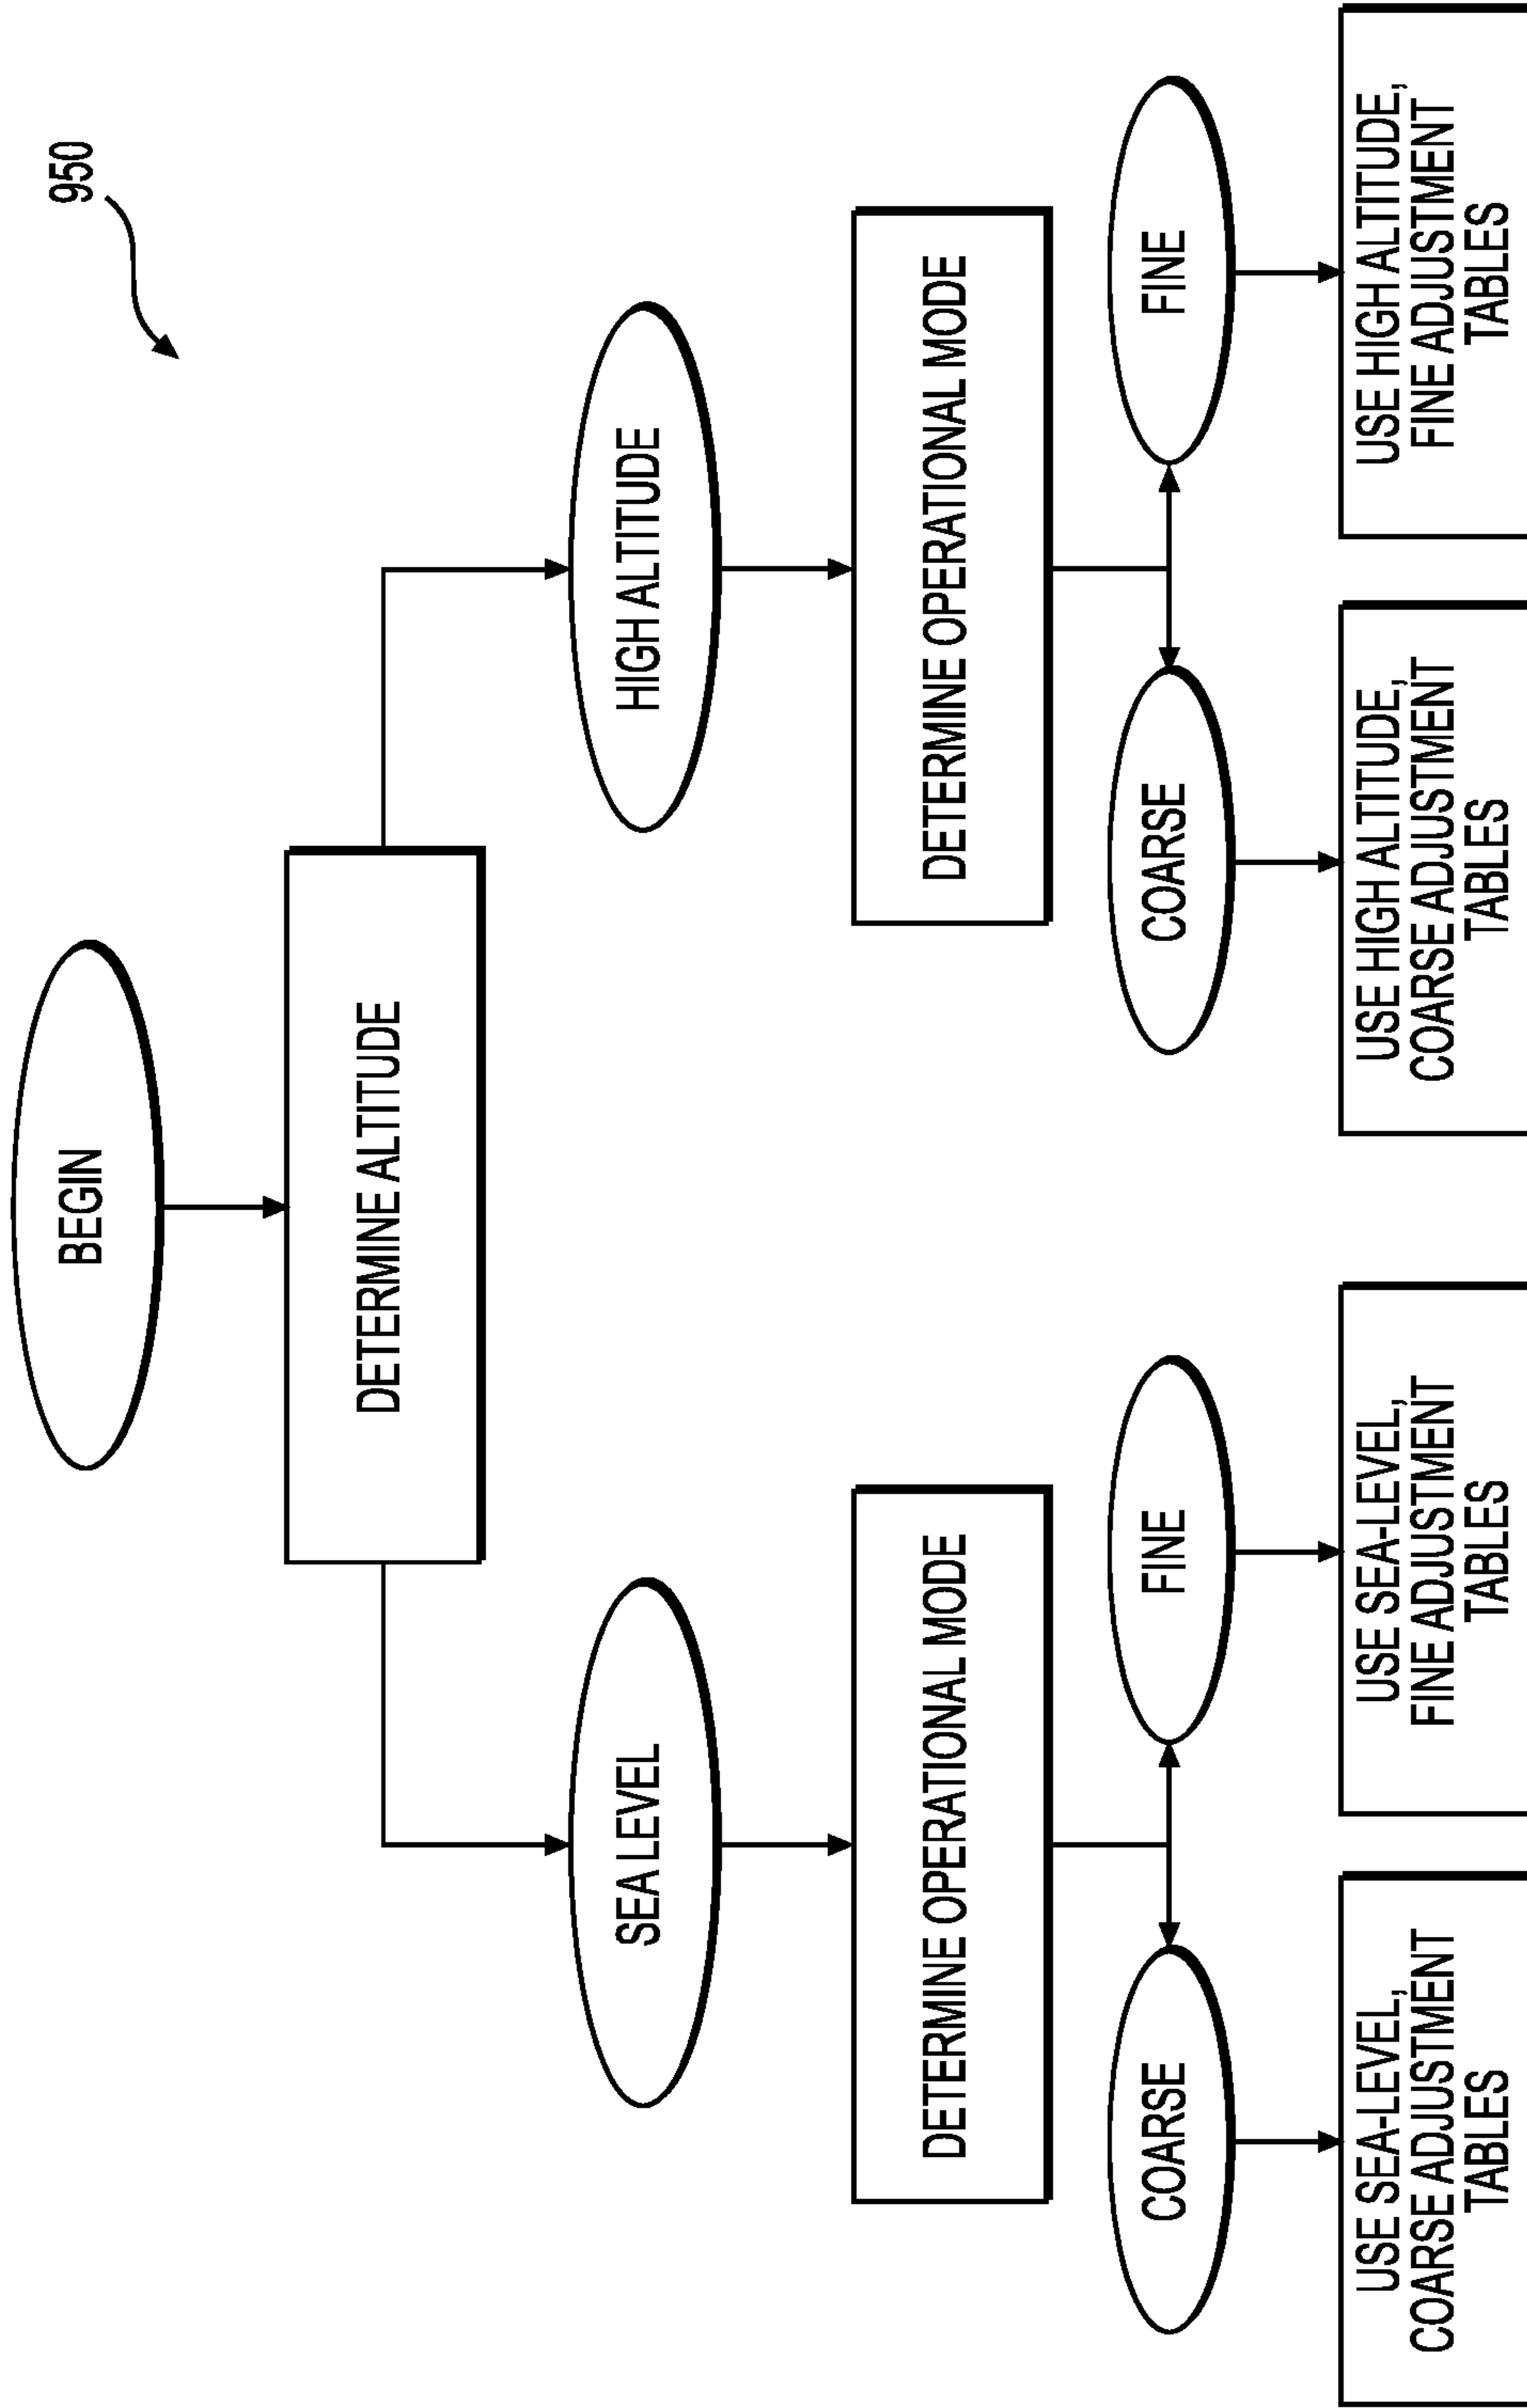 950
BEGIN
DETERMINE ALTITUDE
SEA LEVEL
HIGH ALTITUDE
DETERMINE OPERATIONAL MODE
DETERMINE OPERATIONAL MODE
COARSE
FINE
COARSE
FINE
USE SEA-LEVEL,
COARSE ADJUSTMENT
TABLES
USE SEA-LEVEL,
FINE ADJUSTMENT
TABLES
USE HIGH ALTITUDE,
COARSE ADJUSTMENT
TABLES
USE HIGH ALTITUDE,
FINE ADJUSTMENT
TABLES